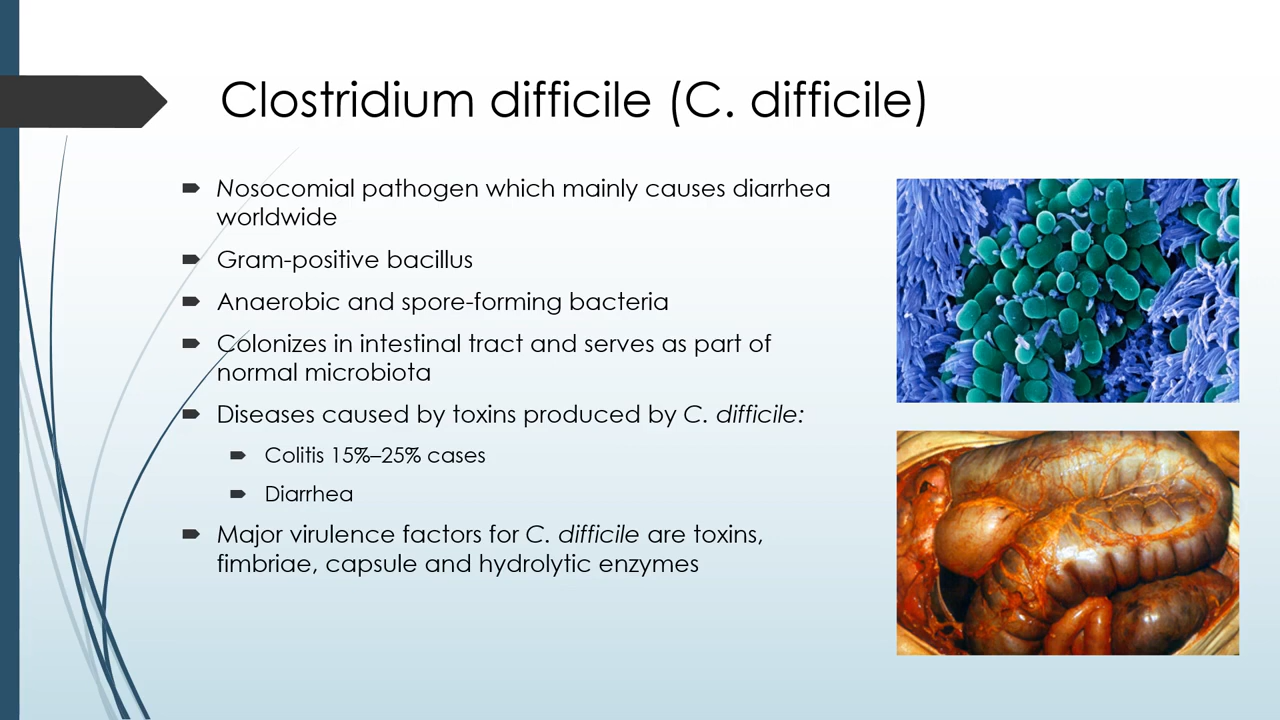 Clostridium difficile (C. difficile)
Nosocomial pathogen which mainly causes diarrhea
worldwide
Gram-positive bacillus
Anaerobic and spore-forming bacteria
Colonizes in intestinal tract and serves as part of
normal microbiota
Diseases caused by toxins produced by C. difficile:
Colitis 15%–25% cases
Diarrhea
Major virulence factors for C. difficile are toxins,
fimbriae, capsule and hydrolytic enzymes